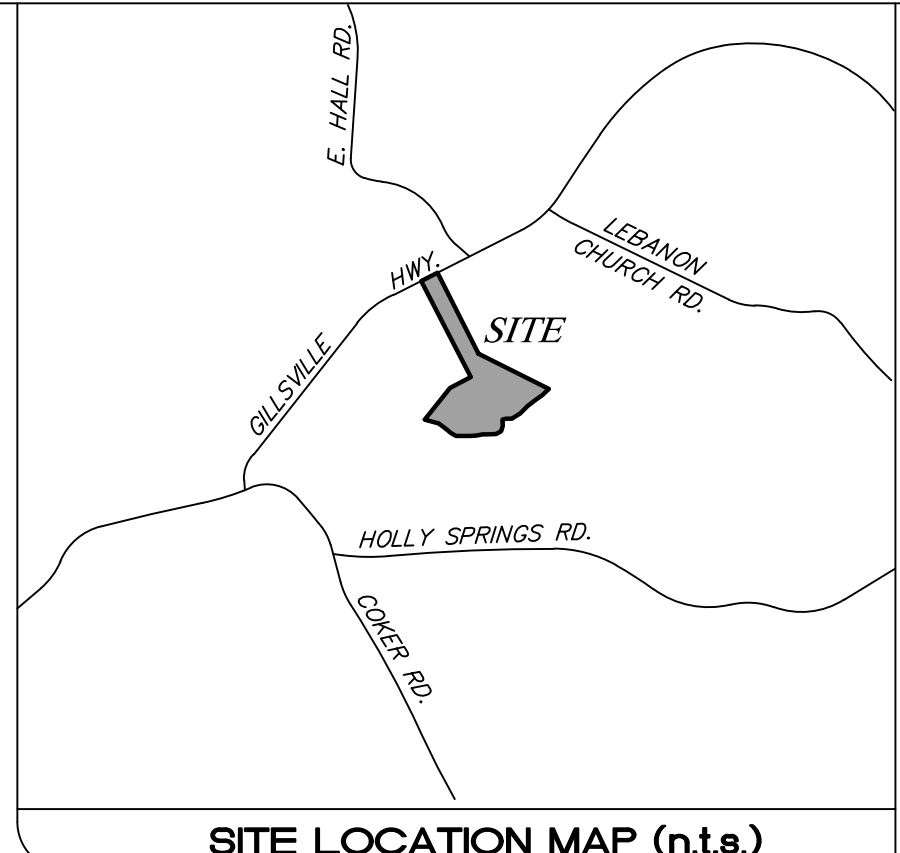 E. HALL RD.
LEBANON
CHURCH RD.
HWY.
SITE
GILLSVILLE
HOLLY SPRINGS RD.
COKER RD.
SITE LOCATION MAP (n.t.s.)